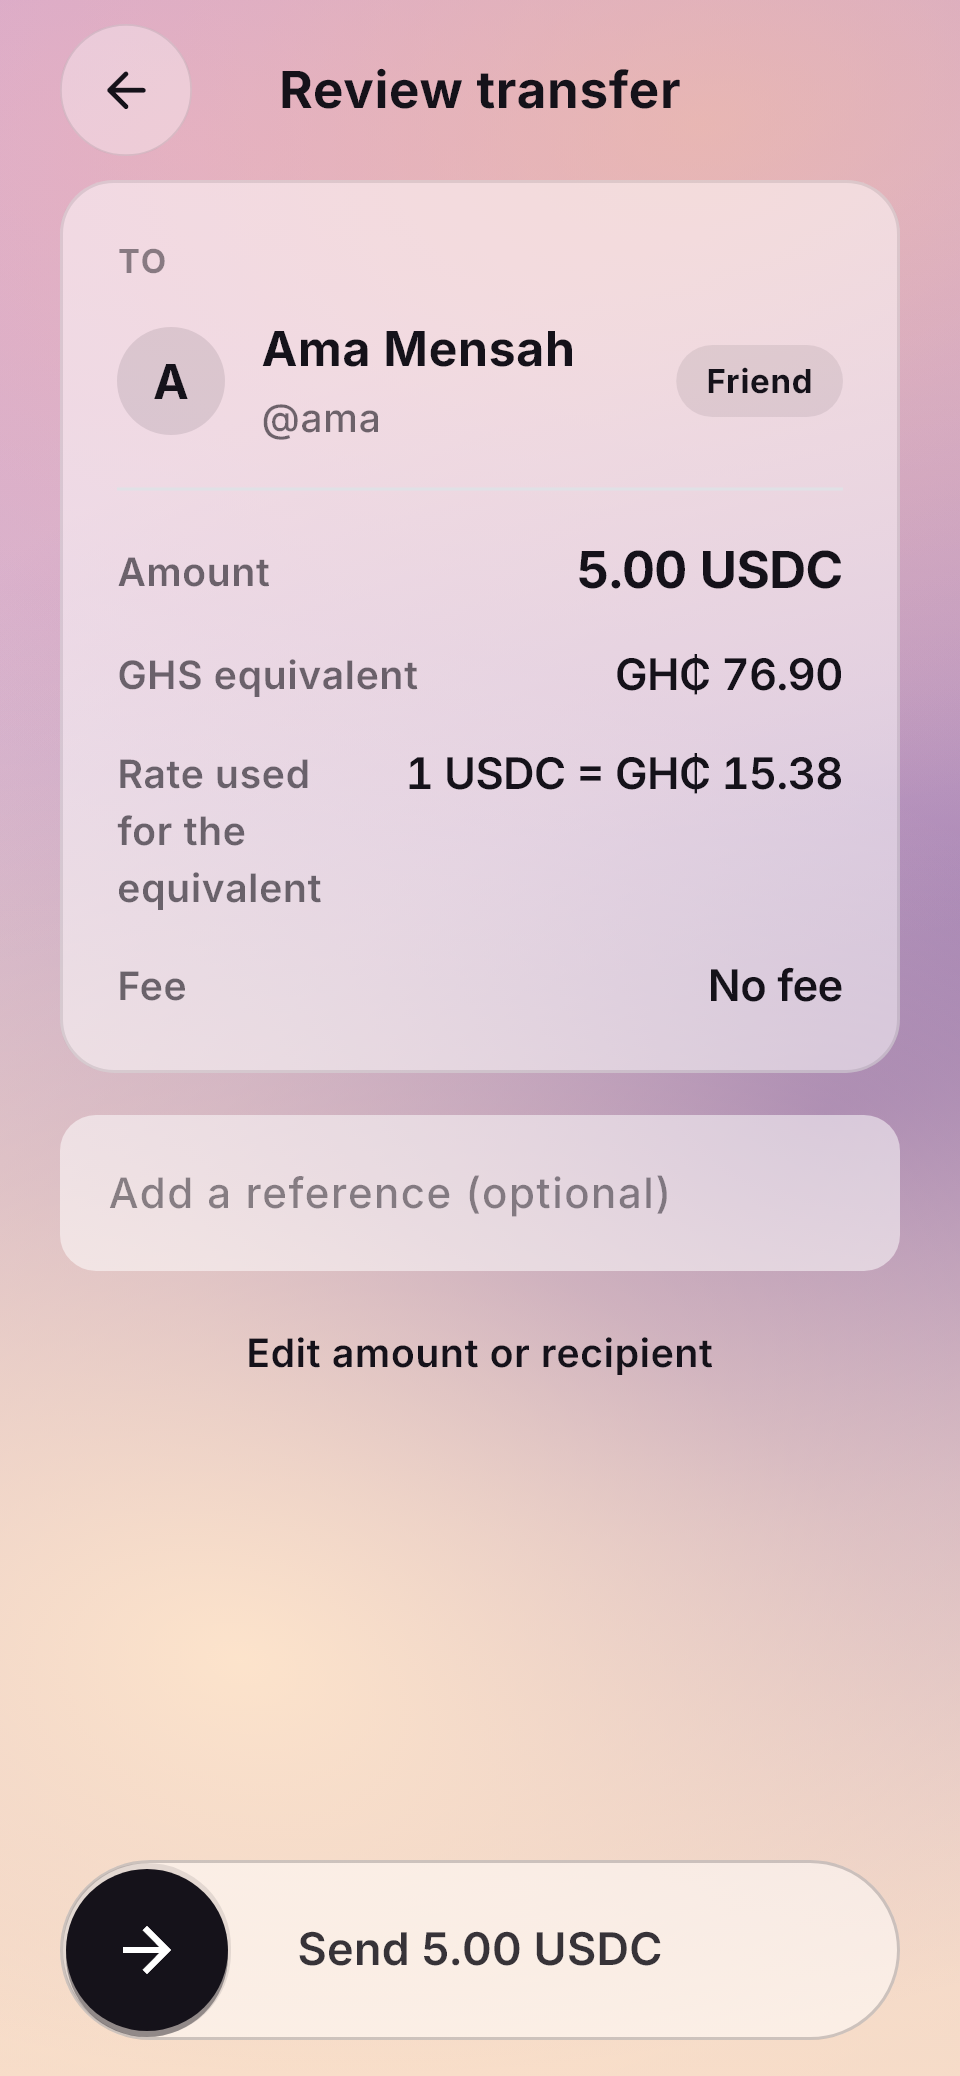 Review transfer
TO
A
Ama Mensah
@ama
Friend
Amount
5.00 USDC
GHS equivalent
GH₵ 76.90
Rate used
for the
equivalent
1 USDC = GH₵ 15.38
Fee
No fee
Add a reference (optional)
Edit amount or recipient
Send 5.00 USDC